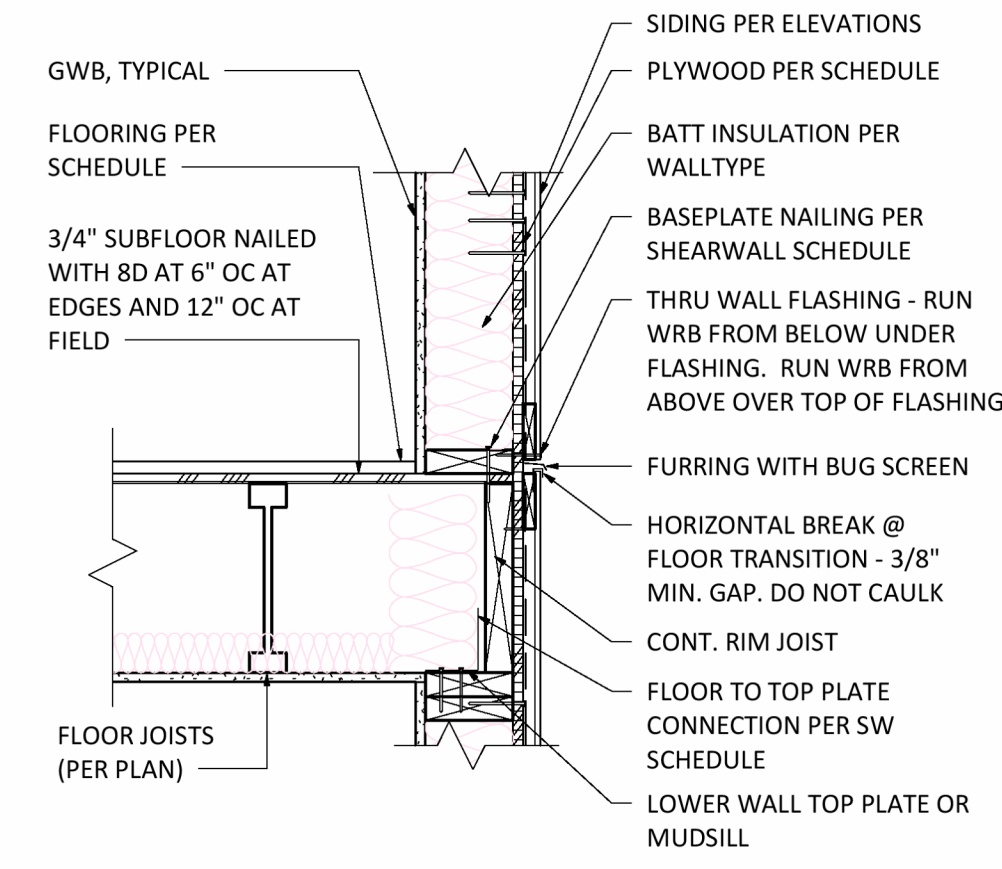 GWB, TYPICAL
FLOORING PER
SCHEDULE
3/4" SUBFLOOR NAILED
WITH 8D AT 6" OC AT
EDGES AND 12" OC AT
FIELD
FLOOR JOISTS
(PER PLAN)
SIDING PER ELEVATIONS
PLYWOOD PER SCHEDULE
BATT INSULATION PER
WALLTYPE
BASEPLATE NAILING PER
SHEARWALL SCHEDULE
THRU WALL FLASHING - RUN
WRB FROM BELOW UNDER
FLASHING. RUN WRB FROM
ABOVE OVER TOP OF FLASHING
FURRING WITH BUG SCREEN
HORIZONTAL BREAK @
FLOOR TRANSITION - 3/8"
MIN. GAP. DO NOT CAULK
CONT. RIM JOIST
FLOOR TO TOP PLATE
CONNECTION PER SW
SCHEDULE
LOWER WALL TOP PLATE OR
MUDSILL